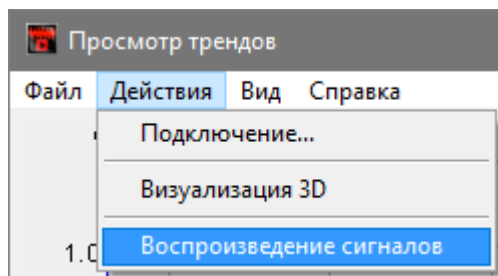 Просмотр трендов
Файл Действия Вид Справка
Подключение...
Визуализация 3D
1.0 Воспроизведение сигналов